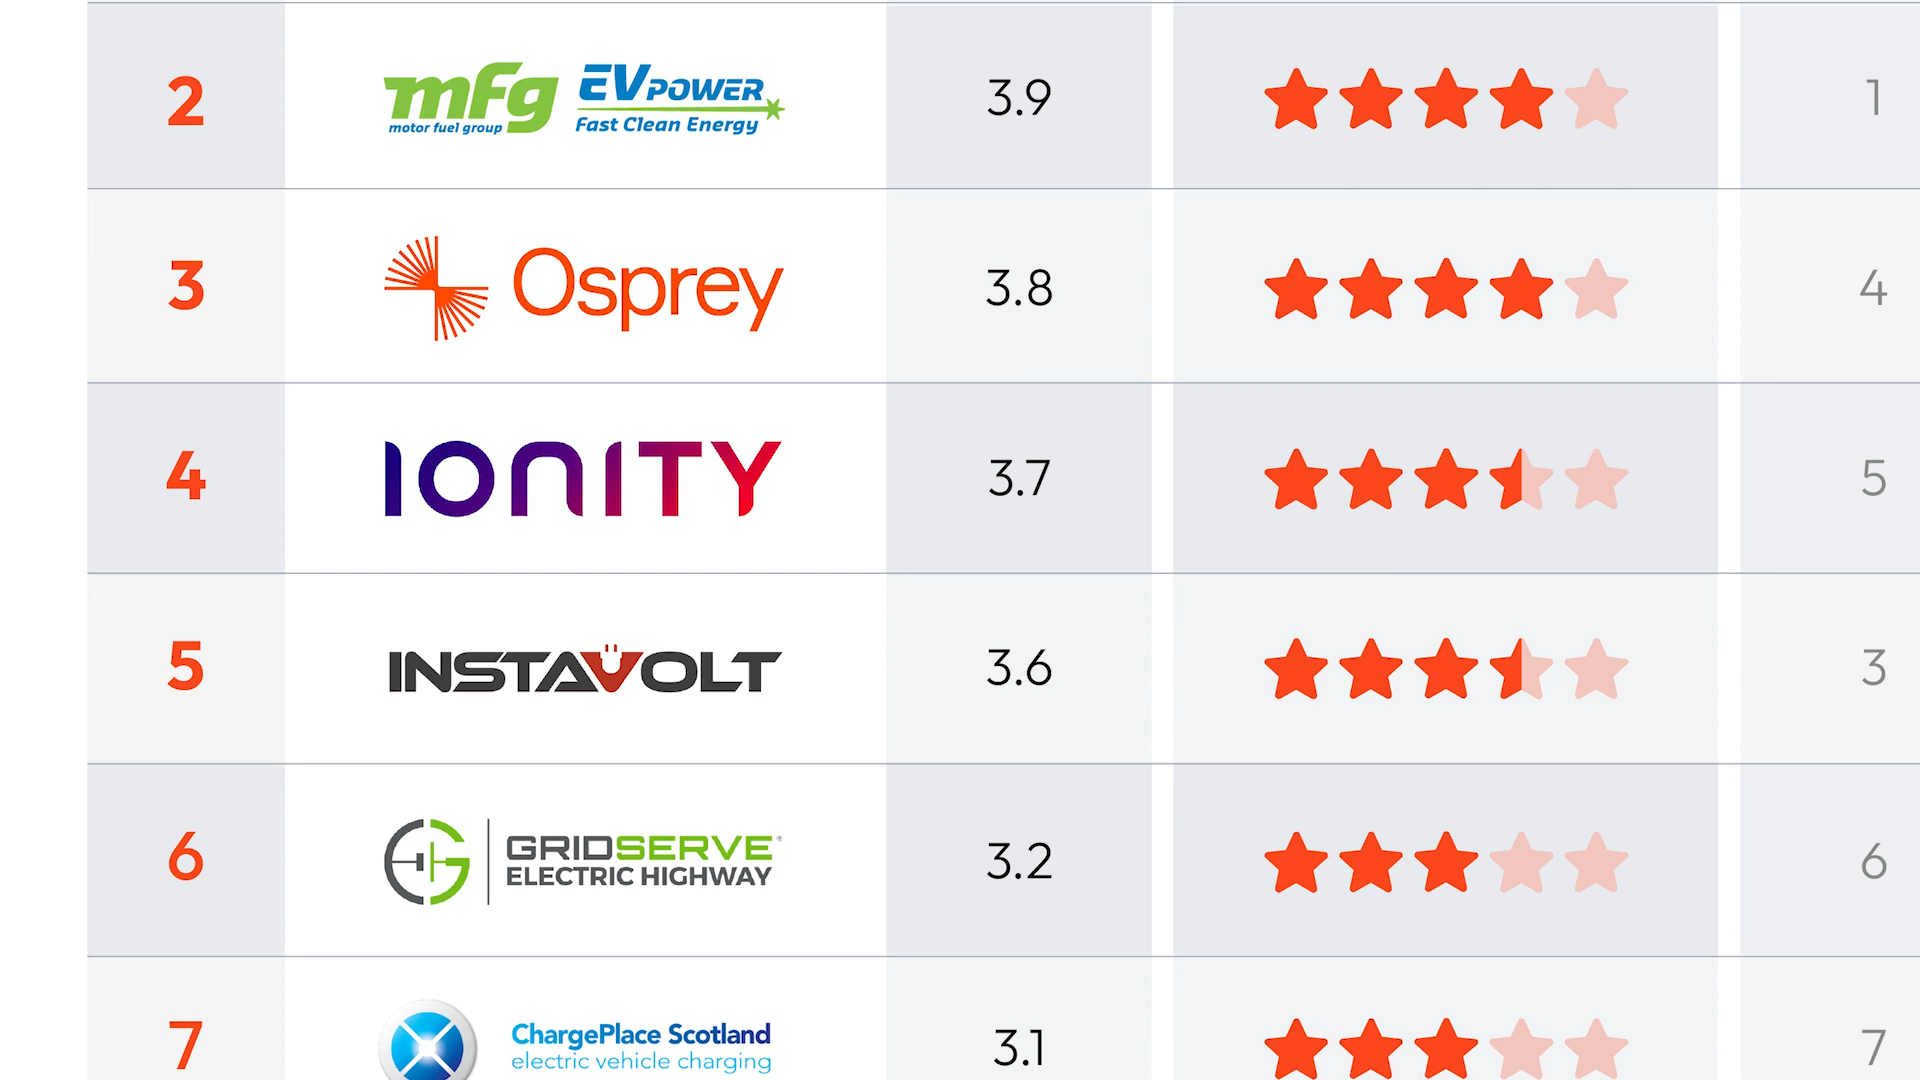 2 mfg motor fuel group EVPOWER Fast Clean Energy 3.9 1
3 Osprey 3.8 4
4 IONITY 3.7 5
5 INSTAVOLT 3.6 3
6 GRIDSERVE ELECTRIC HIGHWAY 3.2 6
7 ChargePlace Scotland electric vehicle charging 3.1 7